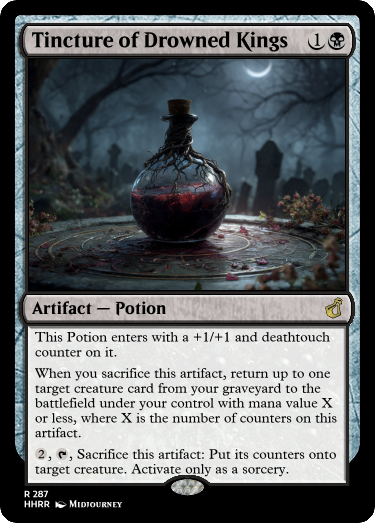 Tincture of Drowned Kings 1
Artifact — Potion
This Potion enters with a +1/+1 and deathtouch
counter on it.
When you sacrifice this artifact, return up to one
target creature card from your graveyard to the
battlefield under your control with mana value X
or less, where X is the number of counters on this
artifact.
2, , Sacrifice this artifact: Put its counters onto
target creature. Activate only as a sorcery.
R 287
HHRR Midjourney